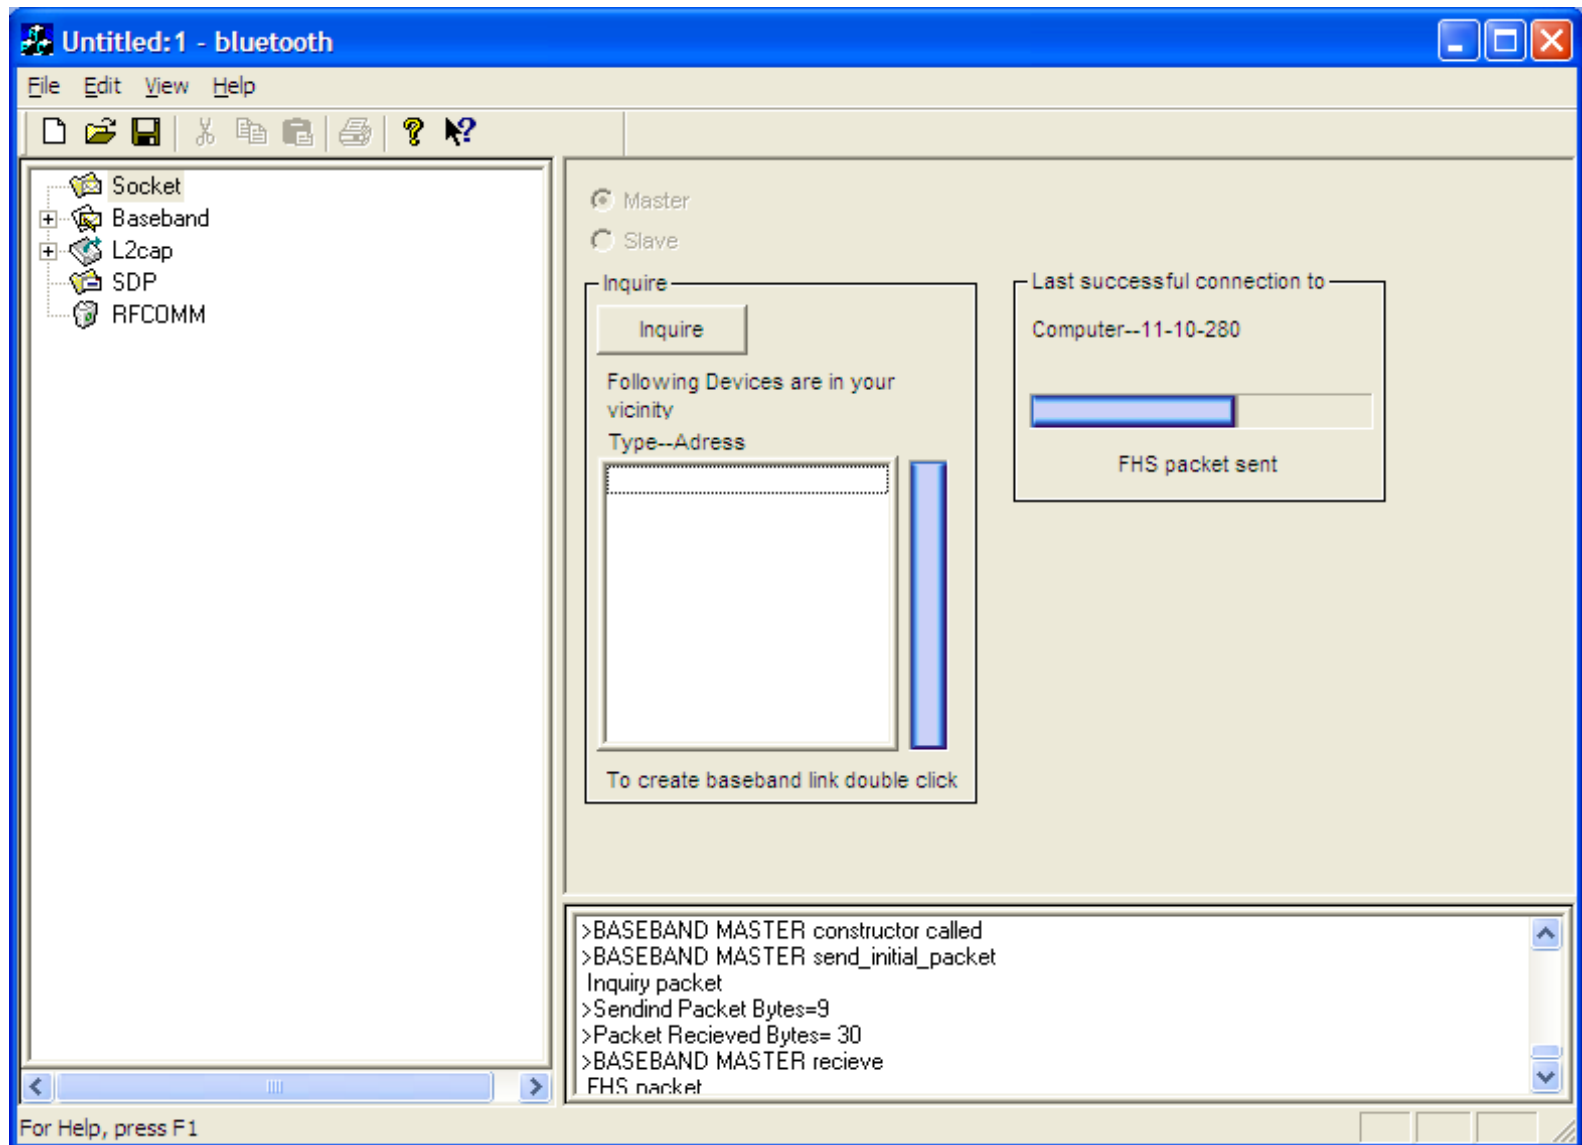 Untitled:1 - bluetooth
File Edit View Help
Socket
Baseband
L2cap
SDP
RFCOMM
Master
Slave
Inquire
Inquire
Following Devices are in your
vicinity
Type--Adress
To create baseband link double click
Last successful connection to
Computer--11-10-280
FHS packet sent
>BASEBAND MASTER constructor called
>BASEBAND MASTER send_initial_packet
Inquiry packet
>Sendind Packet Bytes=9
>Packet Recieved Bytes= 30
>BASEBAND MASTER recieve
FHS packet
For Help, press F1